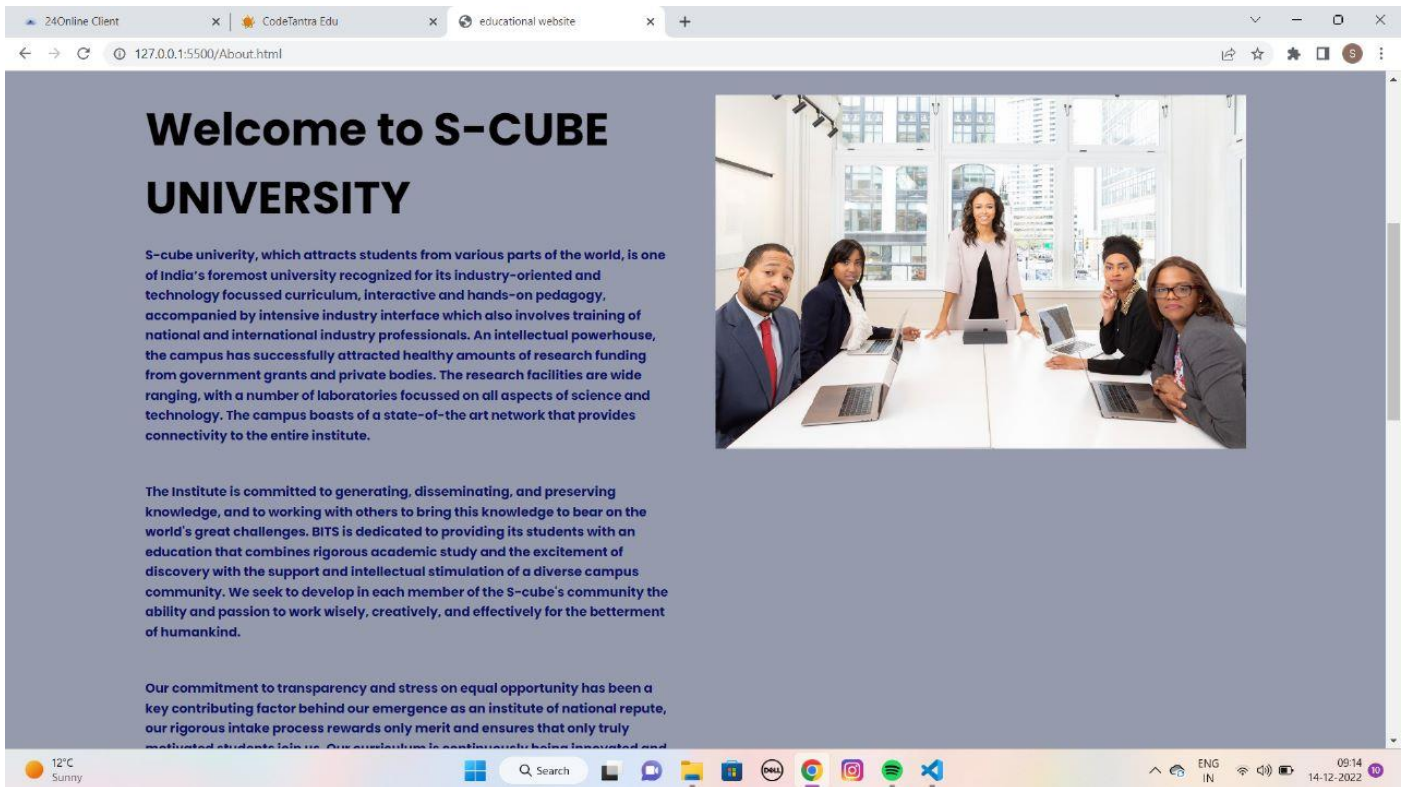 24Online Client
CodeTantra Edu
educational website
127.0.0.1:5500/About.html
S
Welcome to S-CUBE
UNIVERSITY
S-cube univerity, which attracts students from various parts of the world, is one
of India's foremost university recognized for its industry-oriented and
technology focussed curriculum, interactive and hands-on pedagogy,
accompanied by intensive industry interface which also involves training of
national and international industry professionals. An intellectual powerhouse,
the campus has successfully attracted healthy amounts of research funding
from government grants and private bodies. The research facilities are wide
ranging, with a number of laboratories focussed on all aspects of science and
technology. The campus boasts of a state-of-the art network that provides
connectivity to the entire institute.
The Institute is committed to generating, disseminating, and preserving
knowledge, and to working with others to bring this knowledge to bear on the
world's great challenges. BITS is dedicated to providing its students with an
education that combines rigorous academic study and the excitement of
discovery with the support and intellectual stimulation of a diverse campus
community. We seek to develop in each member of the S-cube's community the
ability and passion to work wisely, creatively, and effectively for the betterment
of humankind.
Our commitment to transparency and stress on equal opportunity has been a
key contributing factor behind our emergence as an institute of national repute,
our rigorous intake process rewards only merit and ensures that only truly
motivated students join us. Our curriculum is continuously being innovated and
12°C
Sunny
Search
DELL
ENG
IN
09:14
14-12-2022
10